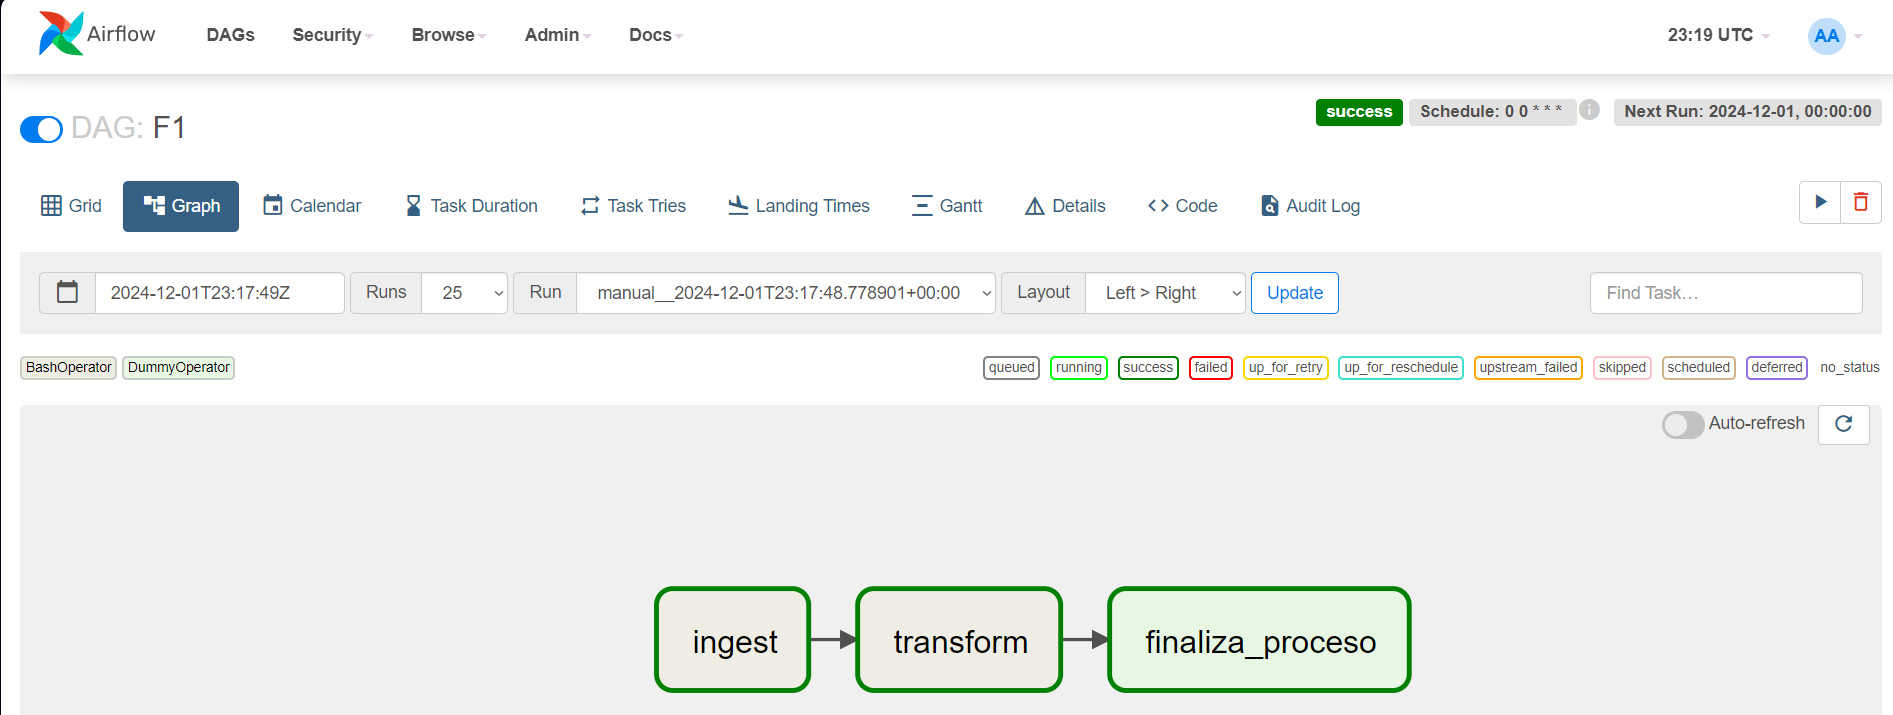 Airflow DAGs Security Browse Admin Docs 23:19 UTC AA
success Schedule: 0 0 * * * i Next Run: 2024-12-01, 00:00:00
DAG: F1
Grid Graph Calendar Task Duration Task Tries Landing Times Gantt Details Code Audit Log
2024-12-01T23:17:49Z Runs 25 Run manual__2024-12-01T23:17:48.778901+00:00 Layout Left > Right Update Find Task…
BashOperator DummyOperator queued running success failed up_for_retry up_for_reschedule upstream_failed skipped scheduled deferred no_status
Auto-refresh
ingest transform finaliza_proceso